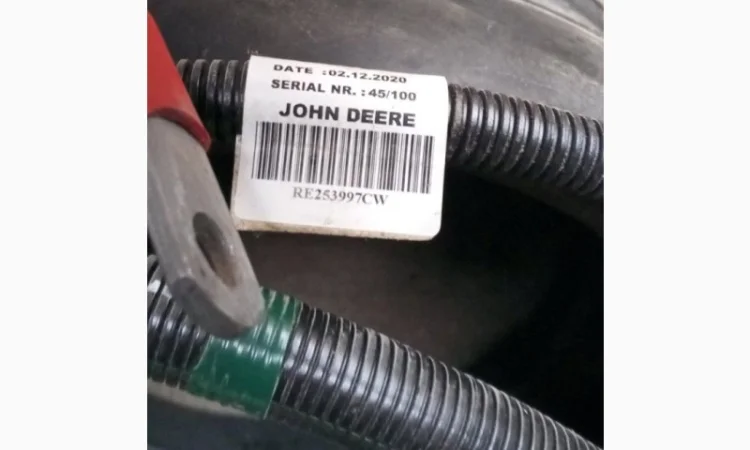 DATE :02.12.2020
SERIAL NR. : 45/100
JOHN DEERE
RE253997CW